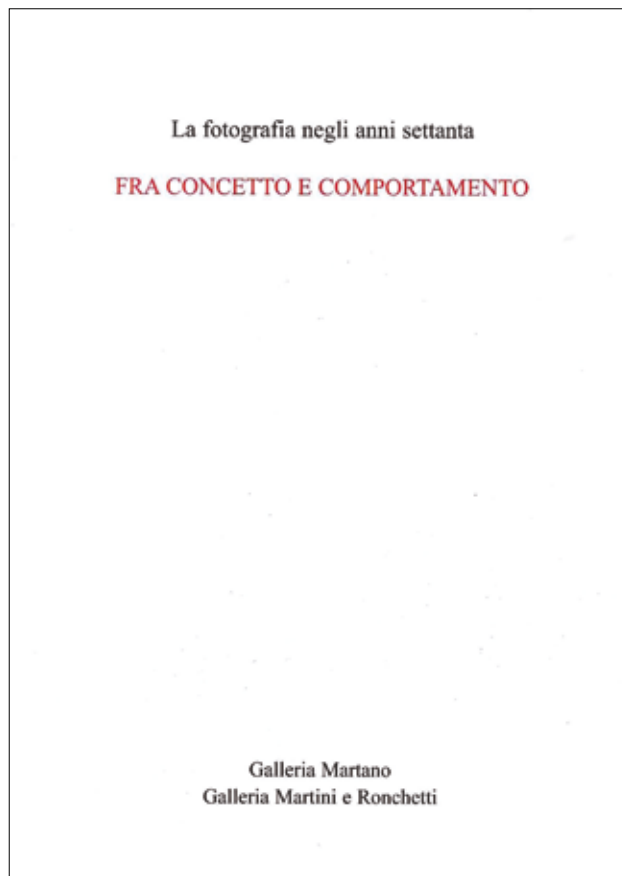 La fotografia negli anni settanta
FRA CONCETTO E COMPORTAMENTO
Galleria Martano
Galleria Martini e Ronchetti